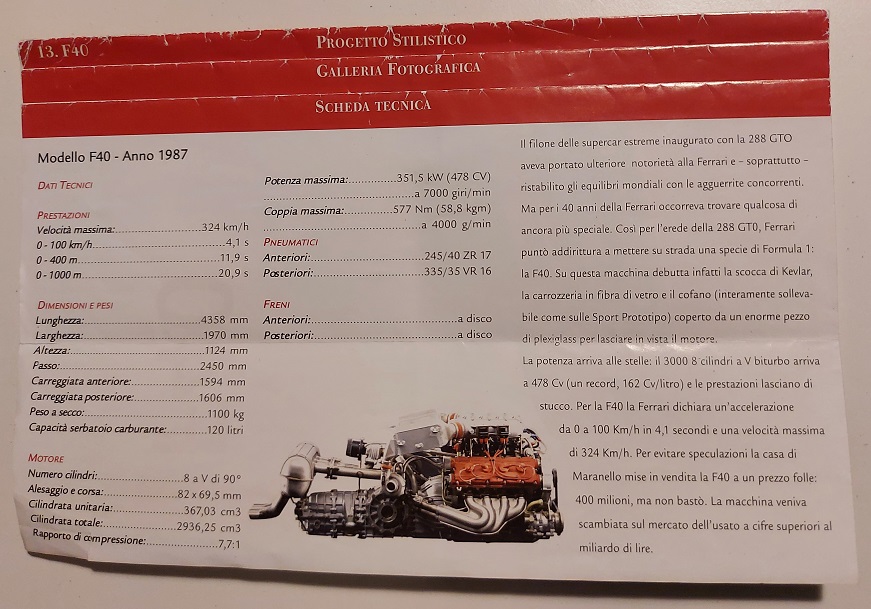 13. F40
PROGETTO STILISTICO
GALLERIA FOTOGRAFICA
SCHEDA TECNICA
Modello F40 - Anno 1987
DATI TECNICI
PRESTAZIONI
Velocità massima:...................324 km/h
0 - 100 km/h...................4,1 s
0 - 400 m...................11,9 s
0 - 1000 m...................20,9 s
DIMENSIONI E PESI
Lunghezza:...................4358 mm
Larghezza:...................1970 mm
Altezza:...................1124 mm
Passo:...................2450 mm
Carreggiata anteriore:...................1594 mm
Carreggiata posteriore:...................1606 mm
Peso a secco:...................1100 kg
Capacità serbatoio carburante:...................120 litri
MOTORE
Numero cilindri:...................8 a V di 90°
Alesaggio e corsa:...................82 x 69,5 mm
Cilindrata unitaria:...................367,03 cm3
Cilindrata totale:...................2936,25 cm3
Rapporto di compressione:...................7,7:1
Potenza massima:...................351,5 kW (478 CV)
...................a 7000 giri/min
Coppia massima:...................577 Nm (58,8 kgm)
...................a 4000 g/min
PNEUMATICI
Anteriori:...................245/40 ZR 17
Posteriori:...................335/35 VR 16
FRENI
Anteriori:...................a disco
Posteriori:...................a disco
Il filone delle supercar estreme inaugurato con la 288 GTO
aveva portato ulteriore notorietà alla Ferrari e – soprattutto –
ristabilito gli equilibri mondiali con le agguerrite concorrenti.
Ma per i 40 anni della Ferrari occorreva trovare qualcosa di
ancora più speciale. Così per l'erede della 288 GT0, Ferrari
puntò addirittura a mettere su strada una specie di Formula 1:
la F40. Su questa macchina debutta infatti la scocca di Kevlar,
la carrozzeria in fibra di vetro e il cofano (interamente solleva-
bile come sulle Sport Prototipo) coperto da un enorme pezzo
di plexiglass per lasciare in vista il motore.
La potenza arriva alle stelle: il 3000 8 cilindri a V biturbo arriva
a 478 Cv (un record, 162 Cv/litro) e le prestazioni lasciano di
stucco. Per la F40 la Ferrari dichiara un'accelerazione
da 0 a 100 Km/h in 4,1 secondi e una velocità massima
di 324 Km/h. Per evitare speculazioni la casa di
Maranello mise in vendita la F40 a un prezzo folle:
400 milioni, ma non bastò. La macchina veniva
scambiata sul mercato dell'usato a cifre superiori al
miliardo di lire.